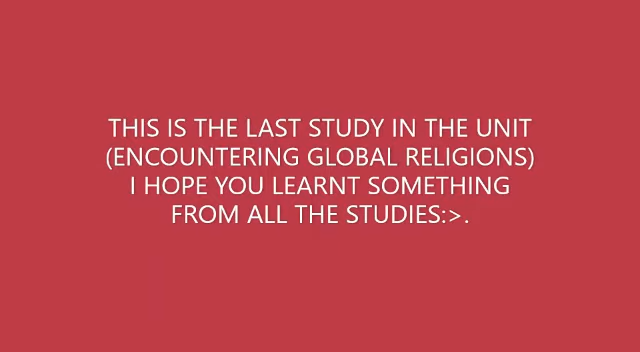 THIS IS THE LAST STUDY IN THE UNIT
(ENCOUNTERING GLOBAL RELIGIONS)
I HOPE YOU LEARNT SOMETHING
FROM ALL THE STUDIES:>.